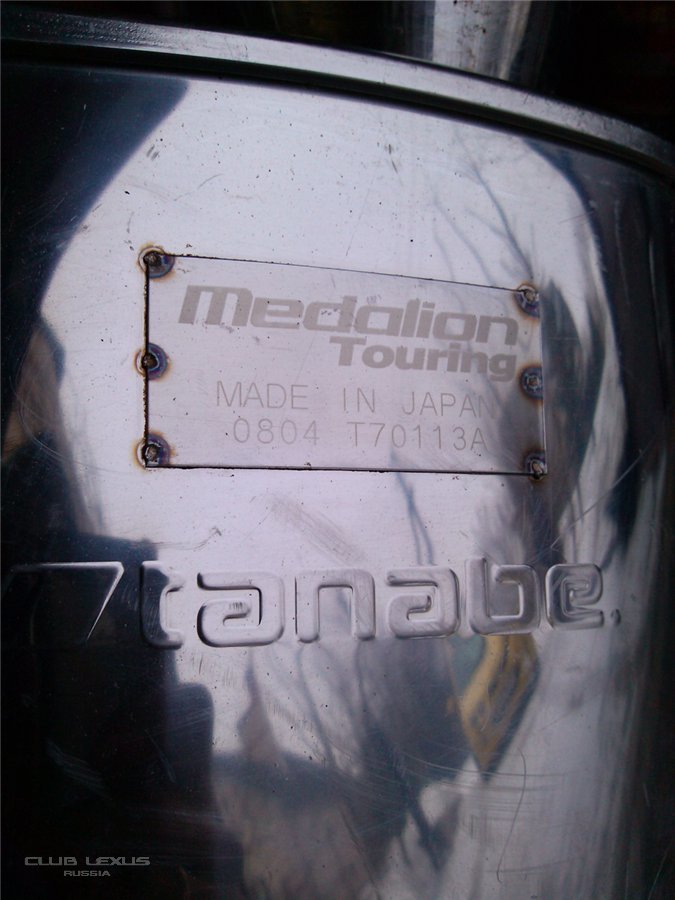 medalion
Touring
MADE IN JAPAN
0804 T70113A
tanabe.
CLUB LEXUS
RUSSIA